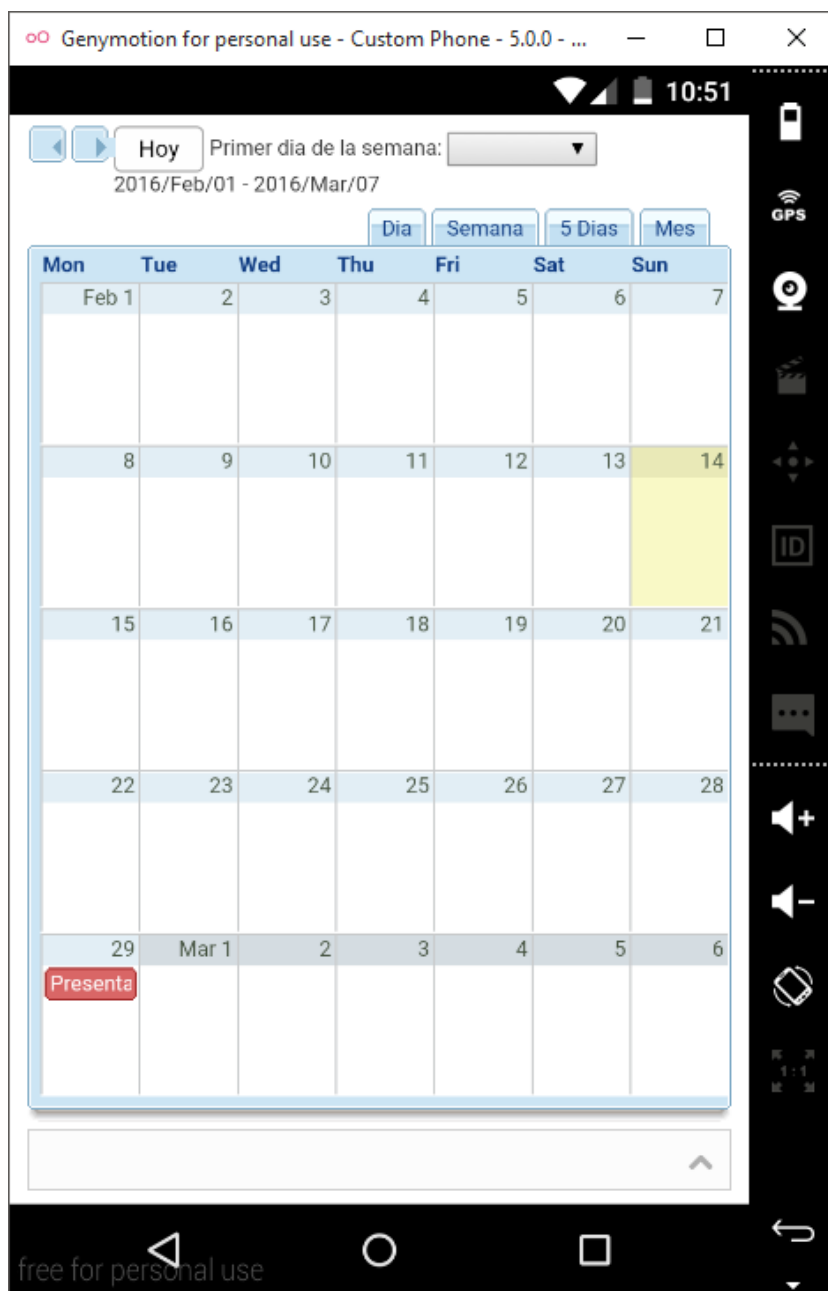 Genymotion for personal use - Custom Phone - 5.0.0 - ...
10:51
Hoy Primer dia de la semana:
2016/Feb/01 - 2016/Mar/07
Dia Semana 5 Dias Mes
Mon Tue Wed Thu Fri Sat Sun
Feb 1 2 3 4 5 6 7
8 9 10 11 12 13 14
15 16 17 18 19 20 21
22 23 24 25 26 27 28
29 Mar 1 2 3 4 5 6
Presenta
free for personal use
GPS
ID
1:1